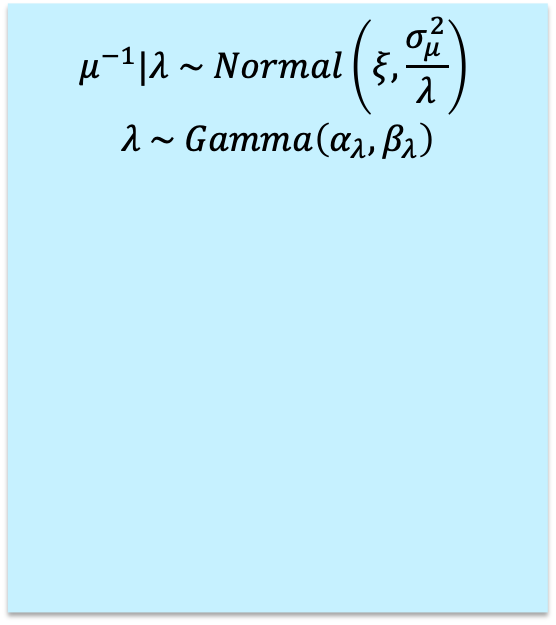 μ⁻¹|λ ~ Normal(ξ, σ_μ²/λ)
λ ~ Gamma(α_λ, β_λ)